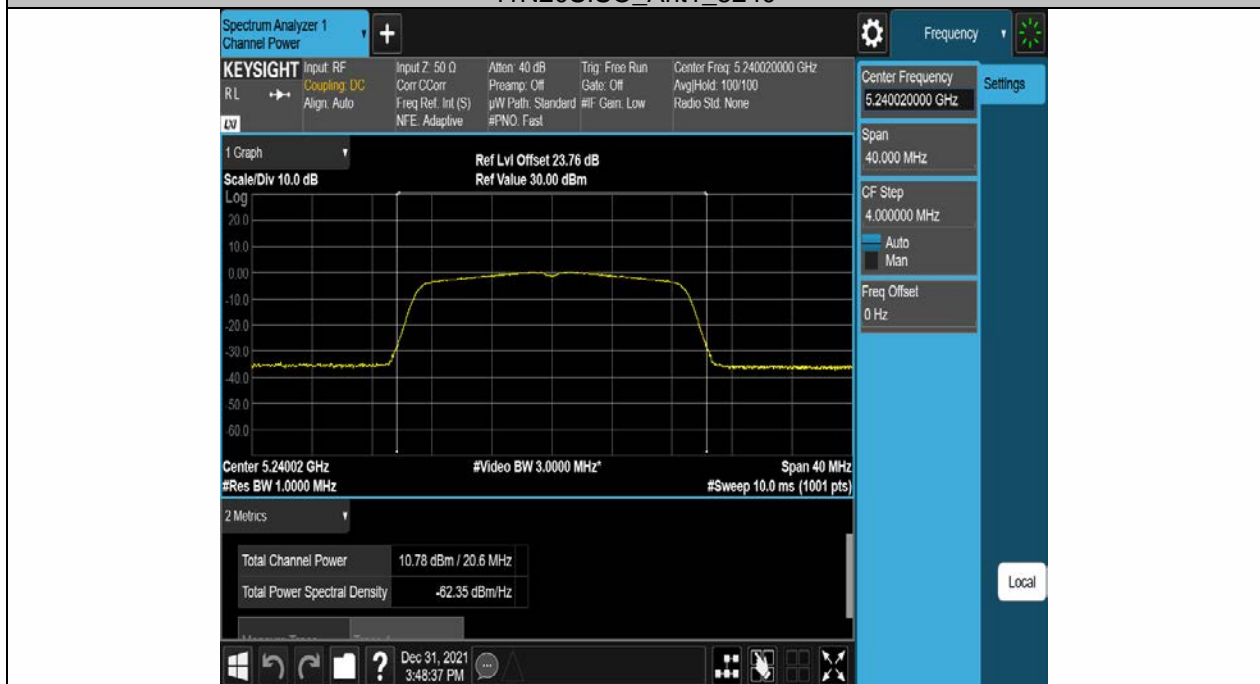 Spectrum Analyzer 1
Channel Power
+
Frequency
KEYSIGHT
RL
LXI
Input: RF
Coupling: DC
Align: Auto
Input Z: 50 Ω
Corr CCorr
Freq Ref: Int (S)
NFE: Adaptive
Atten: 40 dB
Preamp: Off
µW Path: Standard
#PNO: Fast
Trig: Free Run
Gate: Off
#IF Gain: Low
Center Freq: 5.240020000 GHz
Avg|Hold: 100/100
Radio Std: None
Center Frequency
5.240020000 GHz
Settings
Span
40.000 MHz
CF Step
4.000000 MHz
Auto
Man
Freq Offset
0 Hz
Local
1 Graph
Scale/Div 10.0 dB
Ref Lvl Offset 23.76 dB
Ref Value 30.00 dBm
Log
20.0
10.0
0.00
-10.0
-20.0
-30.0
-40.0
-50.0
-60.0
Center 5.24002 GHz
#Video BW 3.0000 MHz*
Span 40 MHz
#Res BW 1.0000 MHz
#Sweep 10.0 ms (1001 pts)
2 Metrics
Total Channel Power 10.78 dBm / 20.6 MHz
Total Power Spectral Density -62.35 dBm/Hz
?
Dec 31, 2021
3:48:37 PM